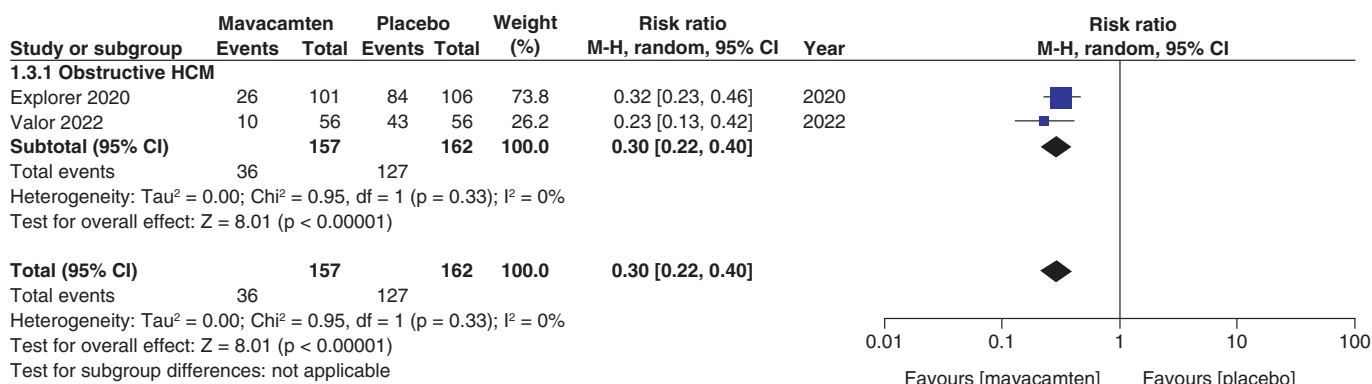 Mavacamten Placebo Weight Risk ratio Risk ratio
Study or subgroup Events Total Events Total (%) M-H, random, 95% CI Year M-H, random, 95% CI
1.3.1 Obstructive HCM
Explorer 2020 26 101 84 106 73.8 0.32 [0.23, 0.46] 2020
Valor 2022 10 56 43 56 26.2 0.23 [0.13, 0.42] 2022
Subtotal (95% CI) 157 162 100.0 0.30 [0.22, 0.40]
Total events 36 127
Heterogeneity: Tau² = 0.00; Chi² = 0.95, df = 1 (p = 0.33); I² = 0%
Test for overall effect: Z = 8.01 (p < 0.00001)
Total (95% CI) 157 162 100.0 0.30 [0.22, 0.40]
Total events 36 127
Heterogeneity: Tau² = 0.00; Chi² = 0.95, df = 1 (p = 0.33); I² = 0%
Test for overall effect: Z = 8.01 (p < 0.00001)
Test for subgroup differences: not applicable
0.01 0.1 1 10 100
Favours [mavacamten] Favours [placebo]